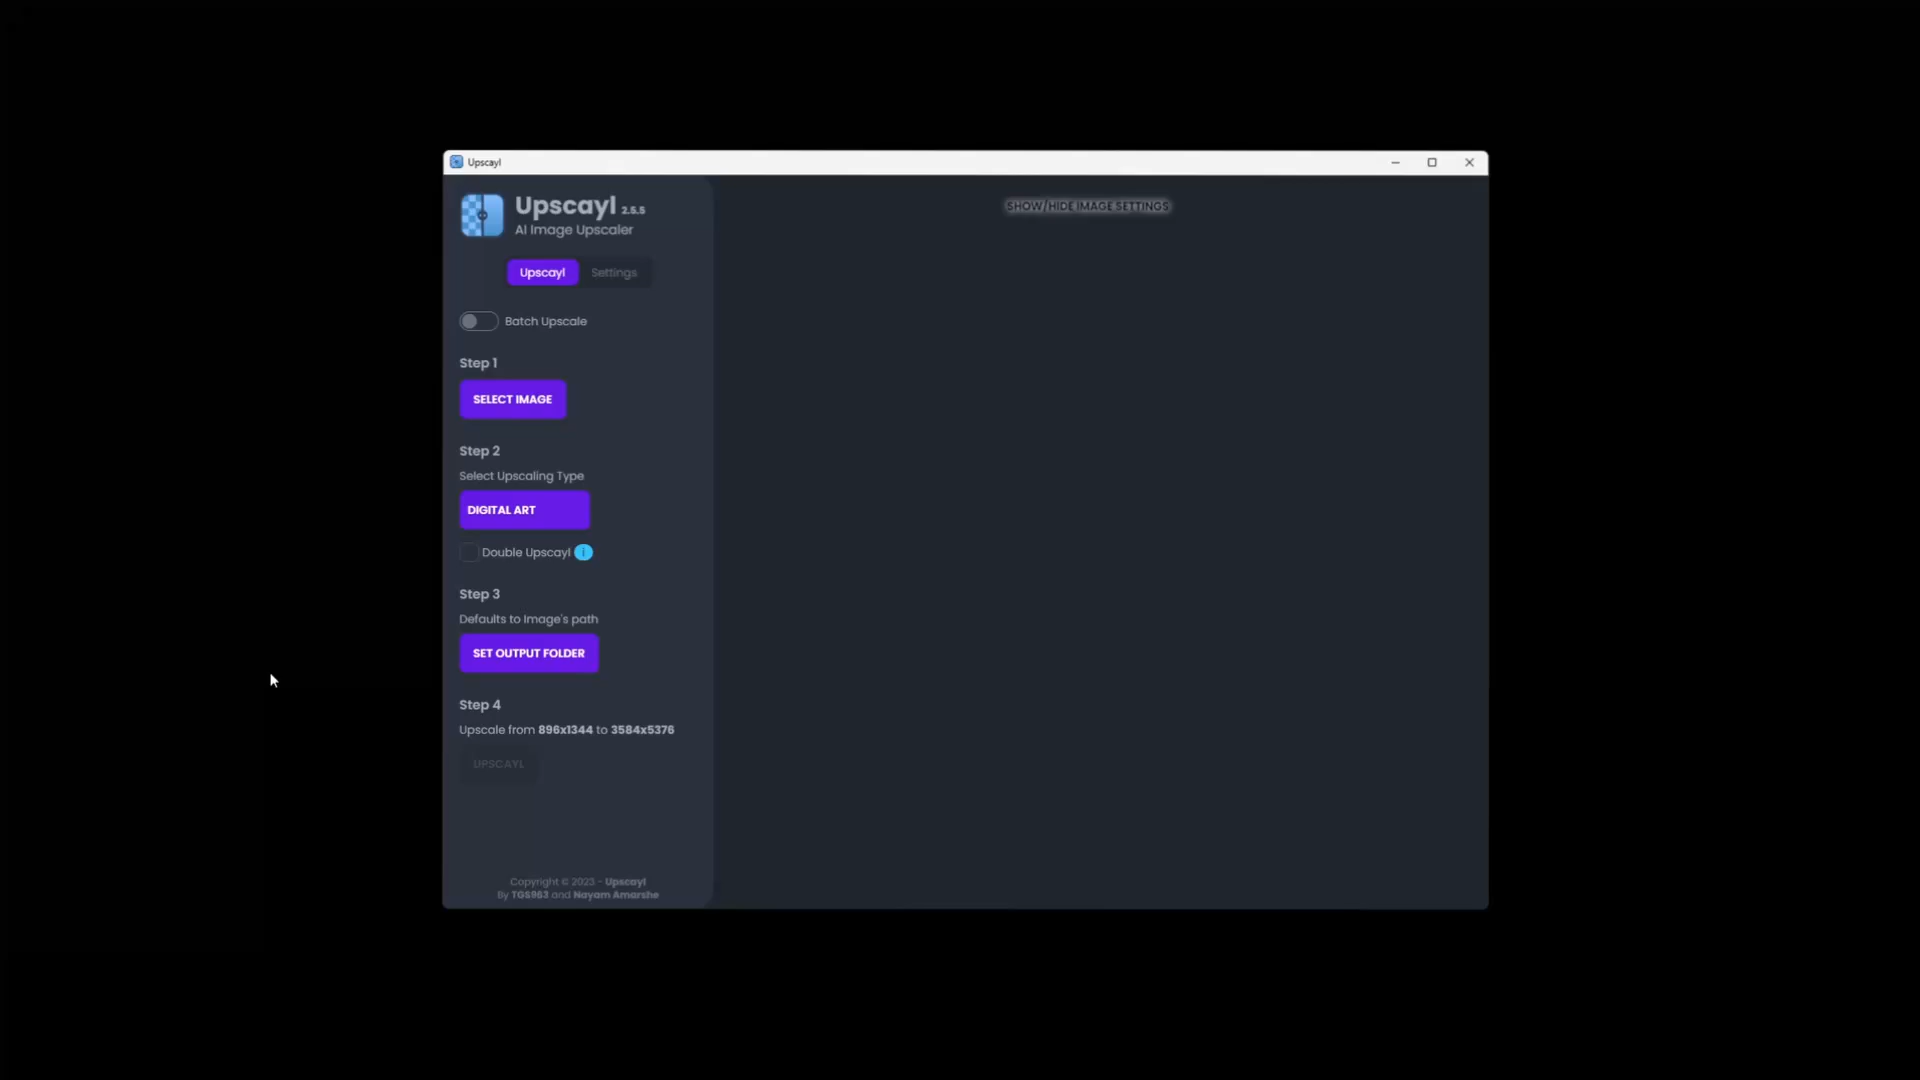 Upscayl
Upscayl 2.5.5
AI Image Upscaler
Upscayl Settings
Batch Upscale
Step 1
SELECT IMAGE
Step 2
Select Upscaling Type
DIGITAL ART
Double Upscayl i
Step 3
Defaults to Image's path
SET OUTPUT FOLDER
Step 4
Upscale from 896x1344 to 3584x5376
UPSCAYL
Copyright © 2023 - Upscayl
By TGS963 and Nayam Amarshe
SHOW/HIDE IMAGE SETTINGS